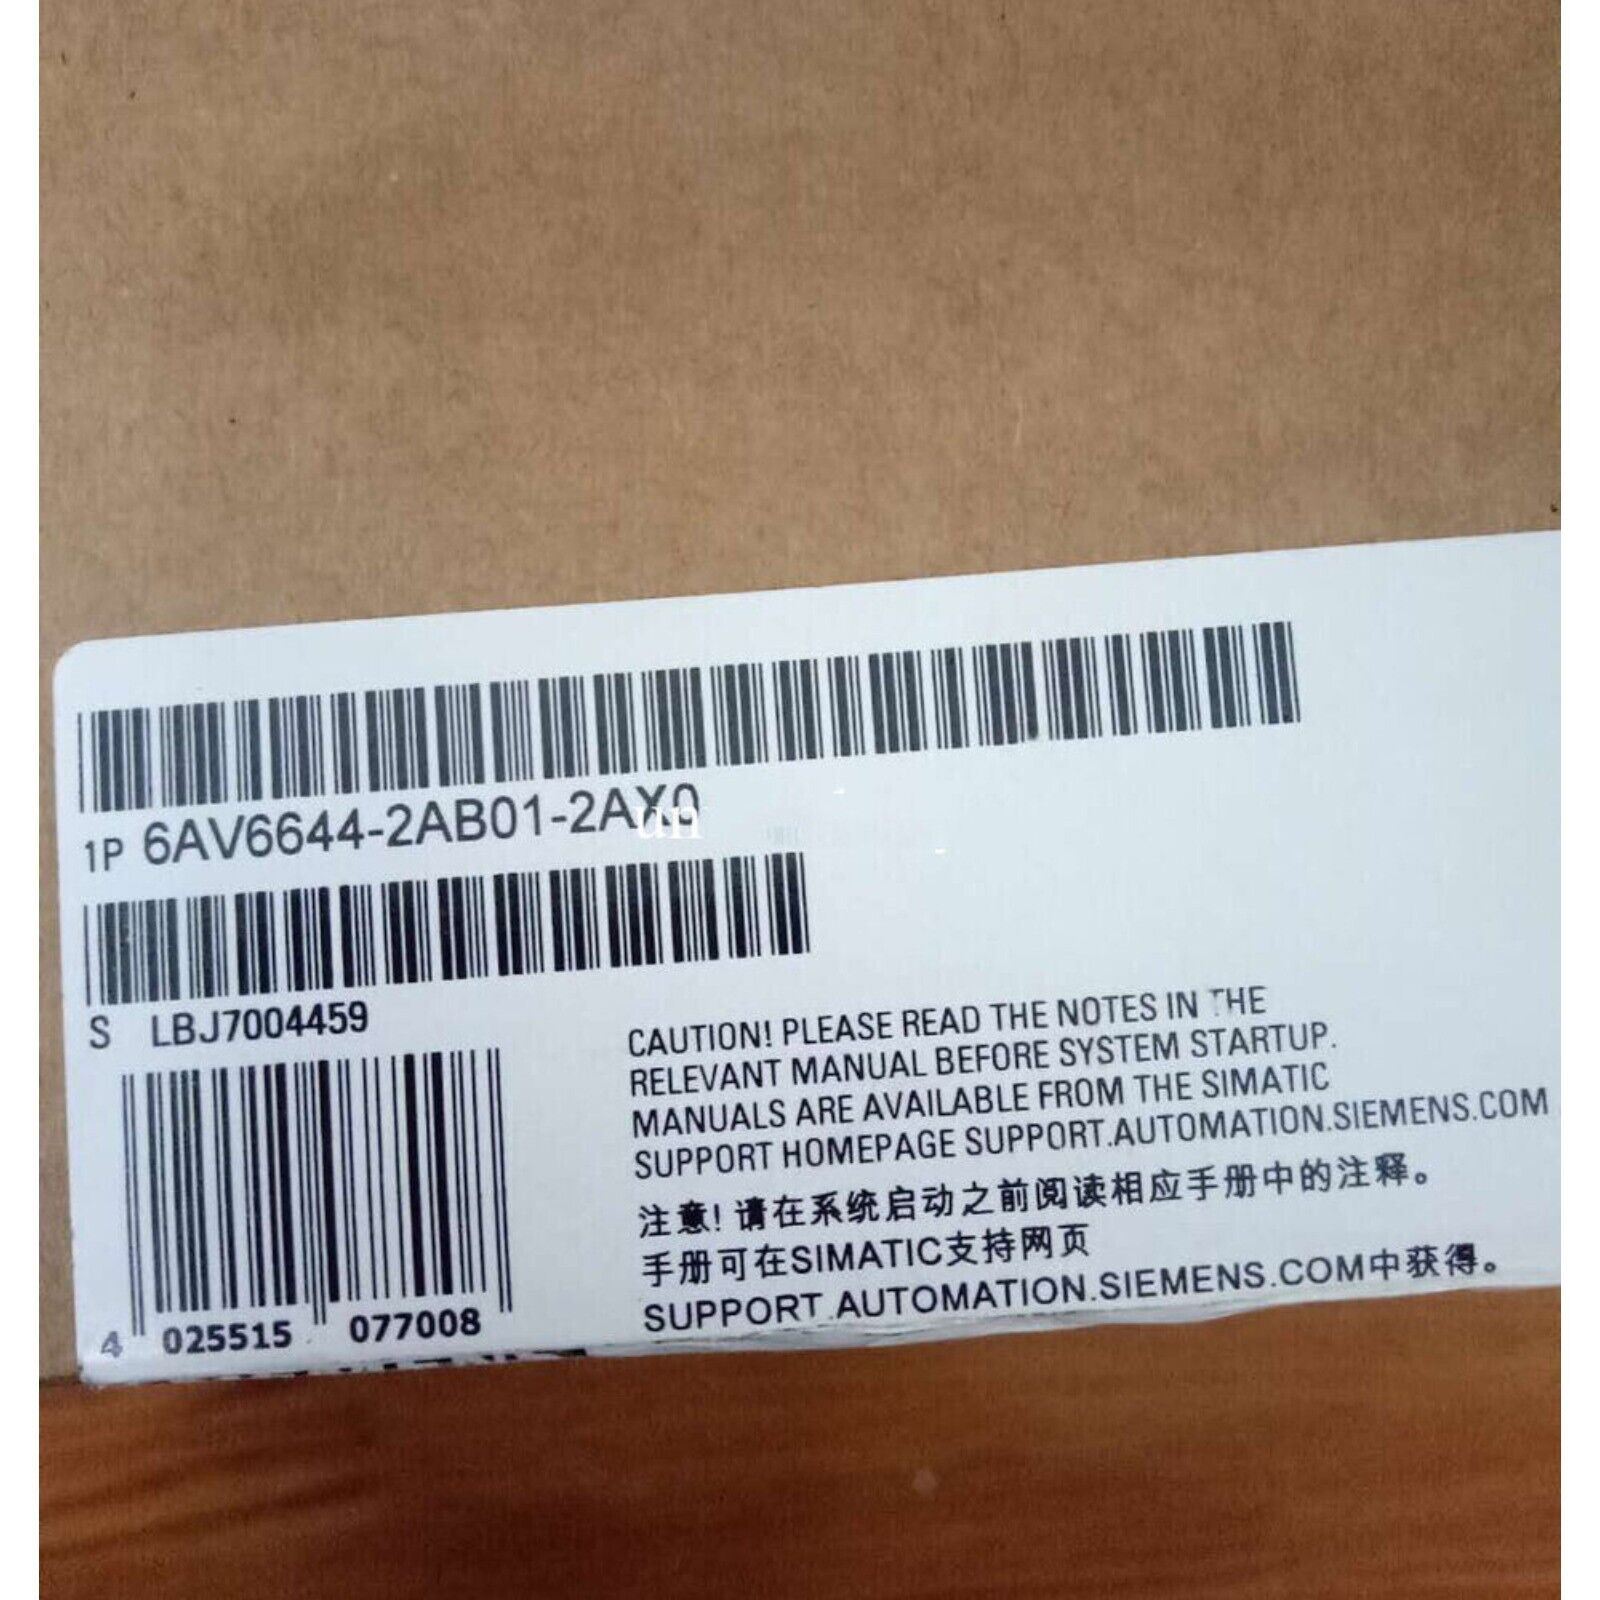 1P 6AV6644-2AB01-2AX0
un
S LBJ7004459
CAUTION! PLEASE READ THE NOTES IN THE
RELEVANT MANUAL BEFORE SYSTEM STARTUP.
MANUALS ARE AVAILABLE FROM THE SIMATIC
SUPPORT HOMEPAGE SUPPORT.AUTOMATION.SIEMENS.COM
注意! 请在系统启动之前阅读相应手册中的注释。
手册可在SIMATIC支持网页
SUPPORT.AUTOMATION.SIEMENS.COM中获得。
4 025515 077008